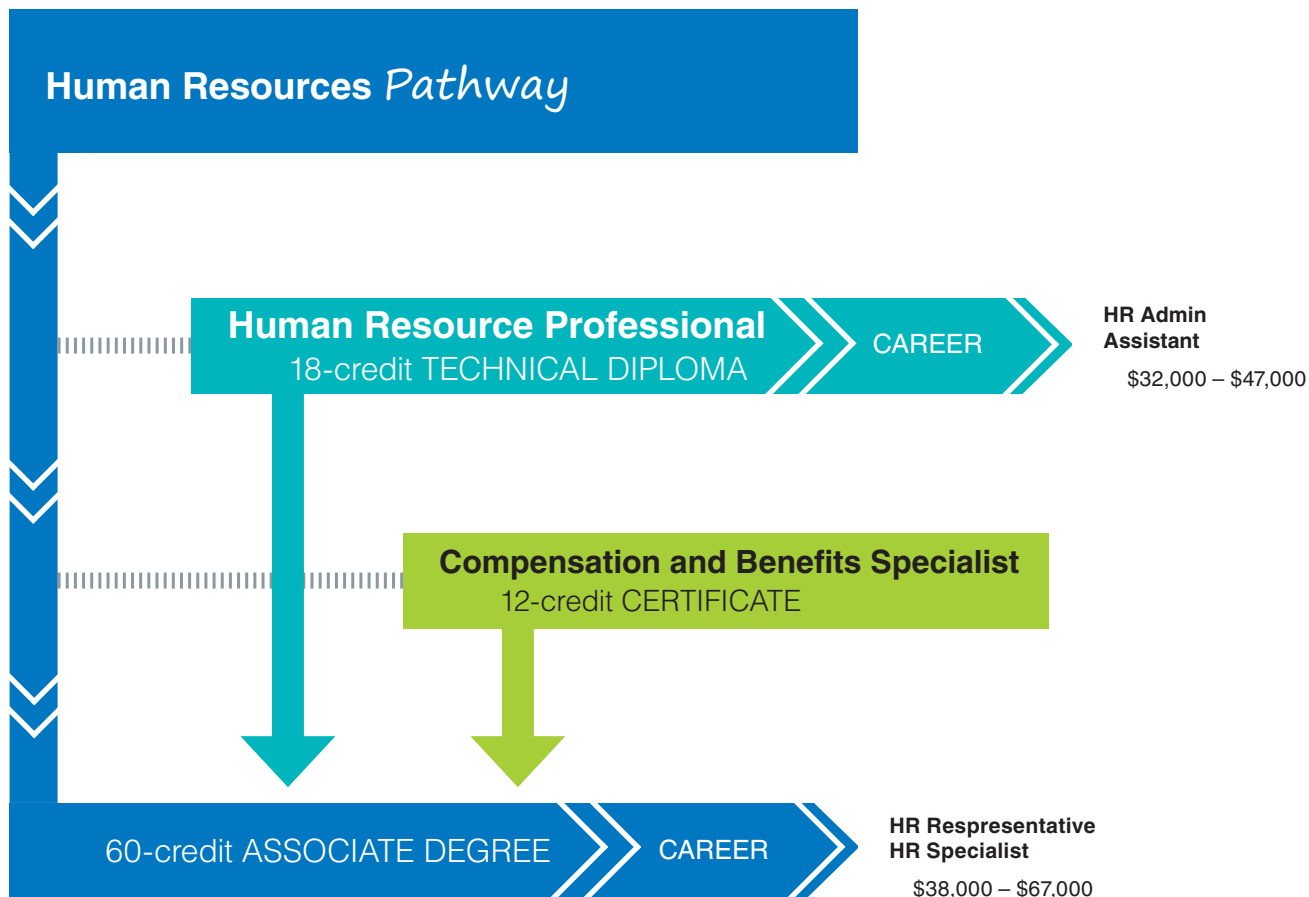 Human Resources Pathway
Human Resource Professional
18-credit TECHNICAL DIPLOMA
CAREER
HR Admin
Assistant
$32,000 – $47,000
Compensation and Benefits Specialist
12-credit CERTIFICATE
60-credit ASSOCIATE DEGREE
CAREER
HR Respresentative
HR Specialist
$38,000 – $67,000